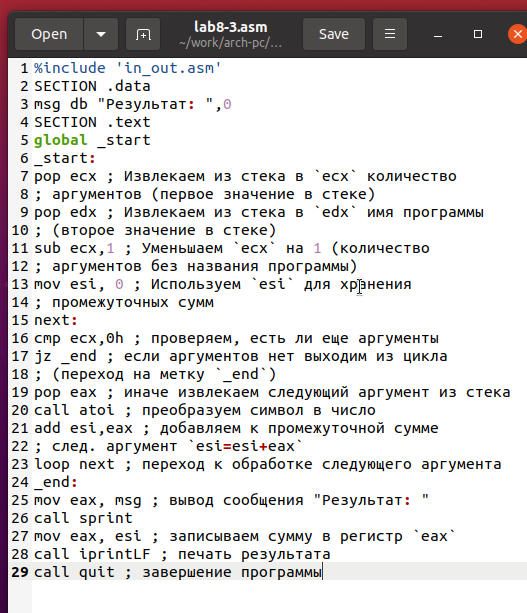 Open
lab8-3.asm
~/work/arch-pc/...
Save
1 %include 'in_out.asm'
2 SECTION .data
3 msg db "Результат: ",0
4 SECTION .text
5 global _start
6 _start:
7 pop ecx ; Извлекаем из стека в `ecx` количество
8 ; аргументов (первое значение в стеке)
9 pop edx ; Извлекаем из стека в `edx` имя программы
10 ; (второе значение в стеке)
11 sub ecx,1 ; Уменьшаем `ecx` на 1 (количество
12 ; аргументов без названия программы)
13 mov esi, 0 ; Используем `esi` для хранения
14 ; промежуточных сумм
15 next:
16 cmp ecx,0h ; проверяем, есть ли еще аргументы
17 jz _end ; если аргументов нет выходим из цикла
18 ; (переход на метку `_end`)
19 pop eax ; иначе извлекаем следующий аргумент из стека
20 call atoi ; преобразуем символ в число
21 add esi,eax ; добавляем к промежуточной сумме
22 ; след. аргумент `esi=esi+eax`
23 loop next ; переход к обработке следующего аргумента
24 _end:
25 mov eax, msg ; вывод сообщения "Результат: "
26 call sprint
27 mov eax, esi ; записываем сумму в регистр `eax`
28 call iprintLF ; печать результата
29 call quit ; завершение программы